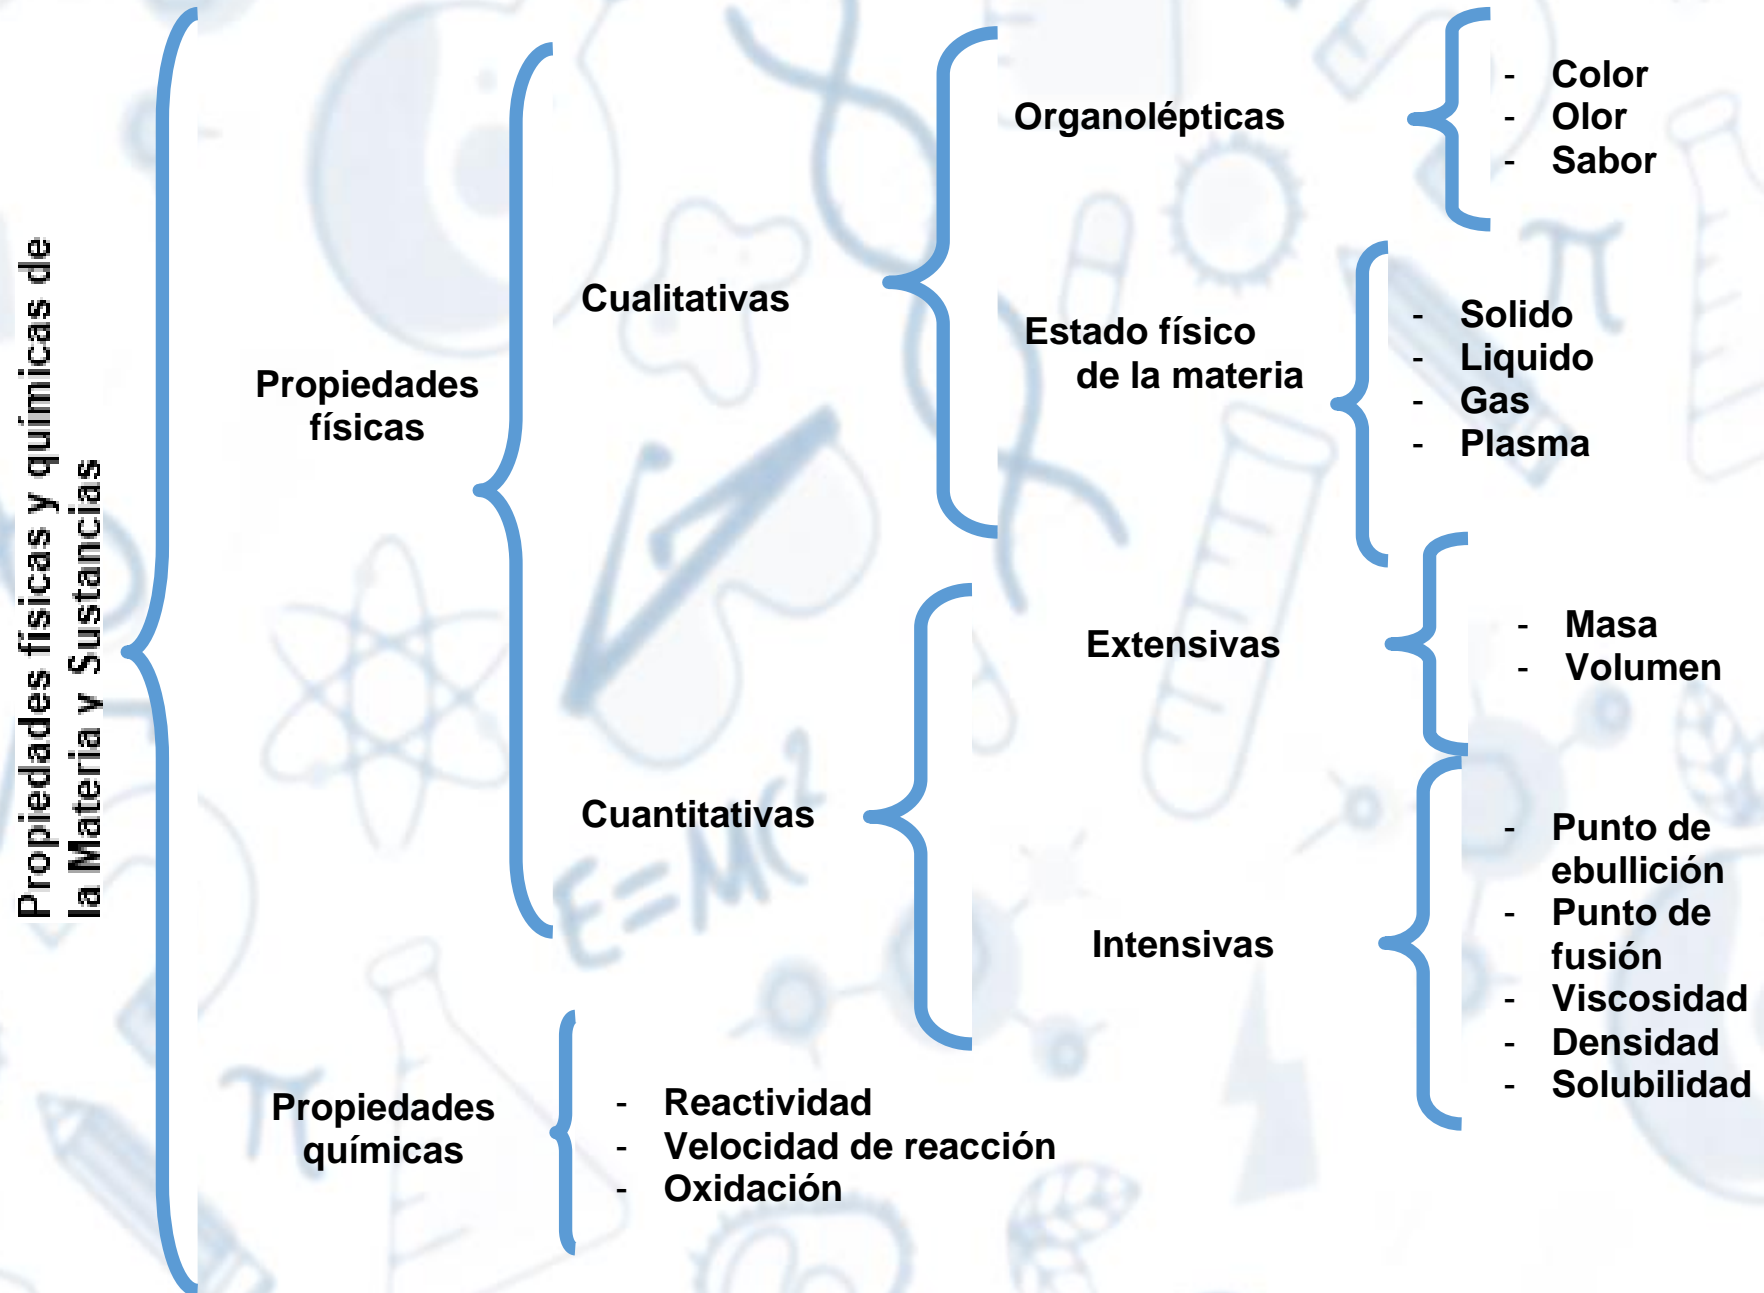 Propiedades físicas y químicas de
la Materia y Sustancias
Propiedades
físicas
Cualitativas
Organolépticas
- Color
- Olor
- Sabor
Estado físico
de la materia
- Solido
- Liquido
- Gas
- Plasma
Cuantitativas
Extensivas
- Masa
- Volumen
Intensivas
- Punto de
ebullición
- Punto de
fusión
- Viscosidad
- Densidad
- Solubilidad
Propiedades
químicas
- Reactividad
- Velocidad de reacción
- Oxidación
E=MC²
π
π